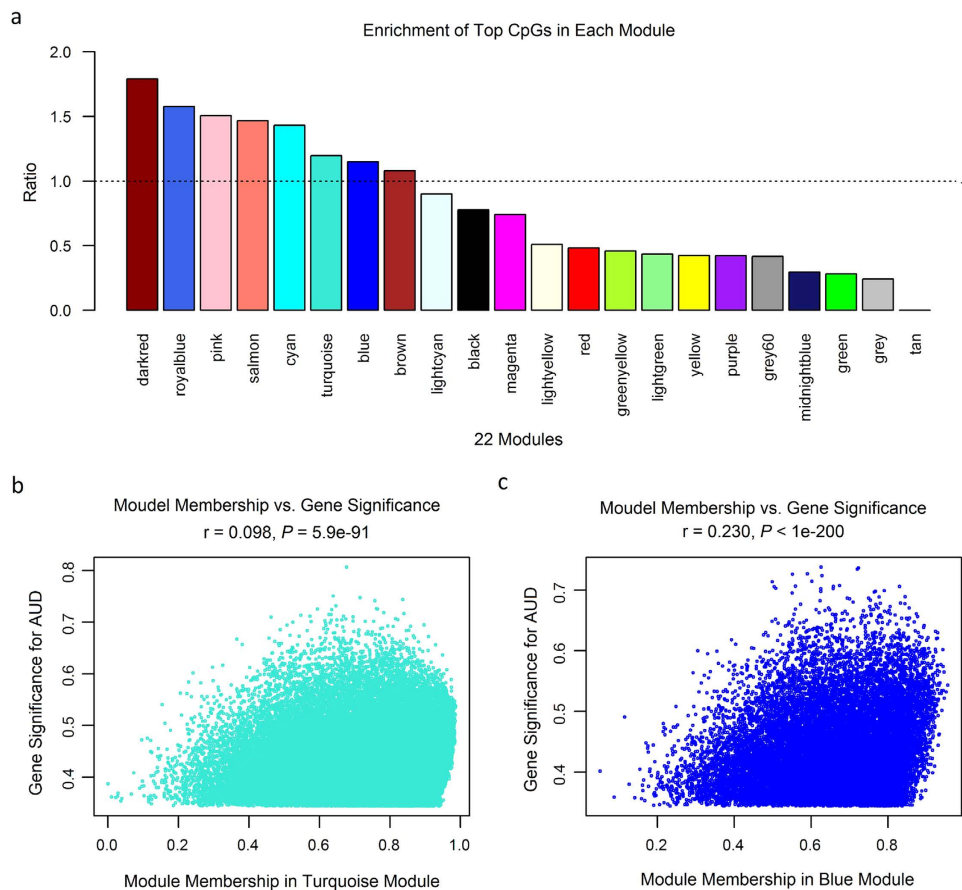 a
Enrichment of Top CpGs in Each Module
2.0
1.5
1.0
0.5
0.0
Ratio
darkred
royalblue
pink
salmon
cyan
turquoise
blue
brown
lightcyan
black
magenta
lightyellow
red
greenyellow
lightgreen
yellow
purple
grey60
midnightblue
green
grey
tan
22 Modules
b
Moudel Membership vs. Gene Significance
r = 0.098, P = 5.9e-91
0.8
0.7
0.6
0.5
0.4
Gene Significance for AUD
0.0 0.2 0.4 0.6 0.8 1.0
Module Membership in Turquoise Module
c
Moudel Membership vs. Gene Significance
r = 0.230, P < 1e-200
0.7
0.6
0.5
0.4
Gene Significance for AUD
0.2 0.4 0.6 0.8
Module Membership in Blue Module